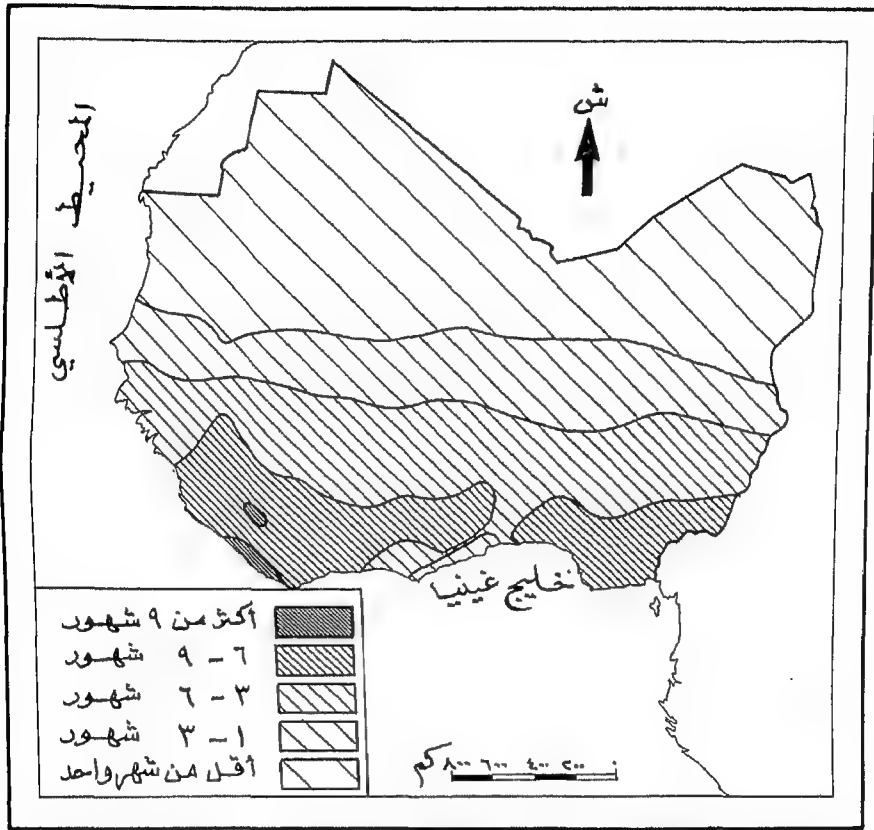 ش
المحيط الأطلسي
خليج غينيا
أكثر من ٩ شهور
٦ - ٩ شهور
٣ - ٦ شهور
١ - ٣ شهور
أقل من شهر واحد
٠ ٢٠٠ ٤٠٠ ٦٠٠ ٨٠٠ كم